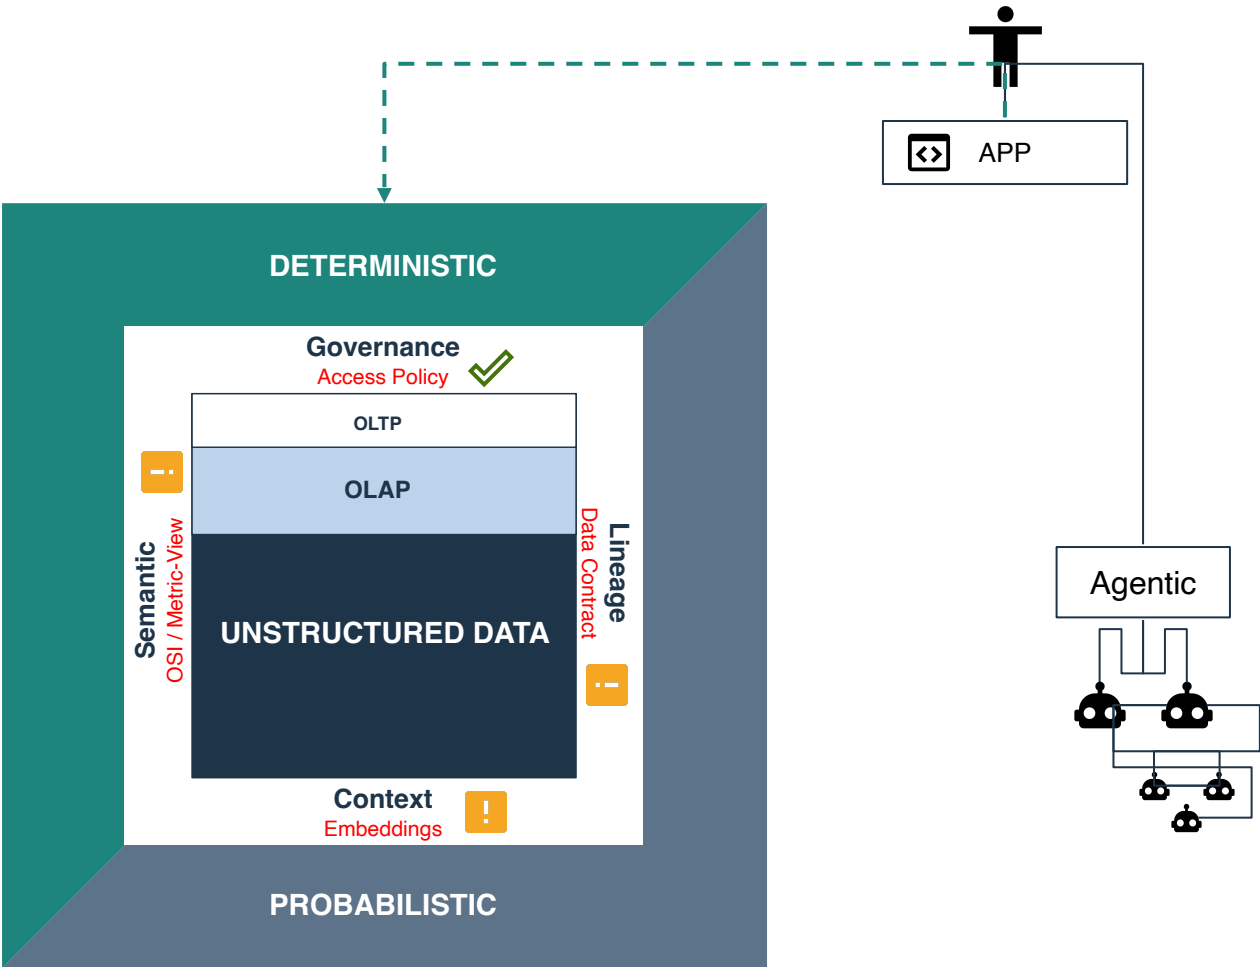 APP
DETERMINISTIC
Governance
Access Policy
OLTP
OLAP
Semantic
OSI / Metric-View
Lineage
Data Contract
UNSTRUCTURED DATA
Agentic
Context
Embeddings
PROBABILISTIC